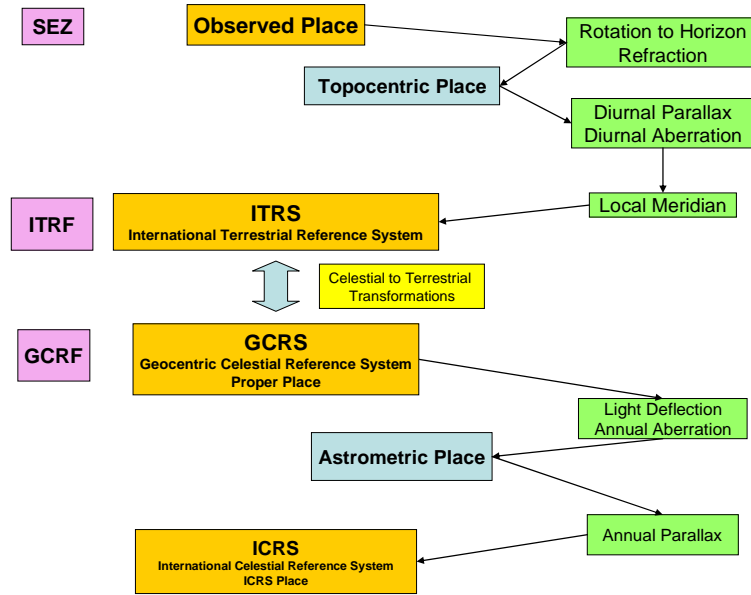 SEZ
Observed Place
Rotation to Horizon
Refraction
Topocentric Place
Diurnal Parallax
Diurnal Aberration
Local Meridian
ITRF
ITRS
International Terrestrial Reference System
Celestial to Terrestrial
Transformations
GCRF
GCRS
Geocentric Celestial Reference System
Proper Place
Light Deflection
Annual Aberration
Astrometric Place
Annual Parallax
ICRS
International Celestial Reference System
ICRS Place